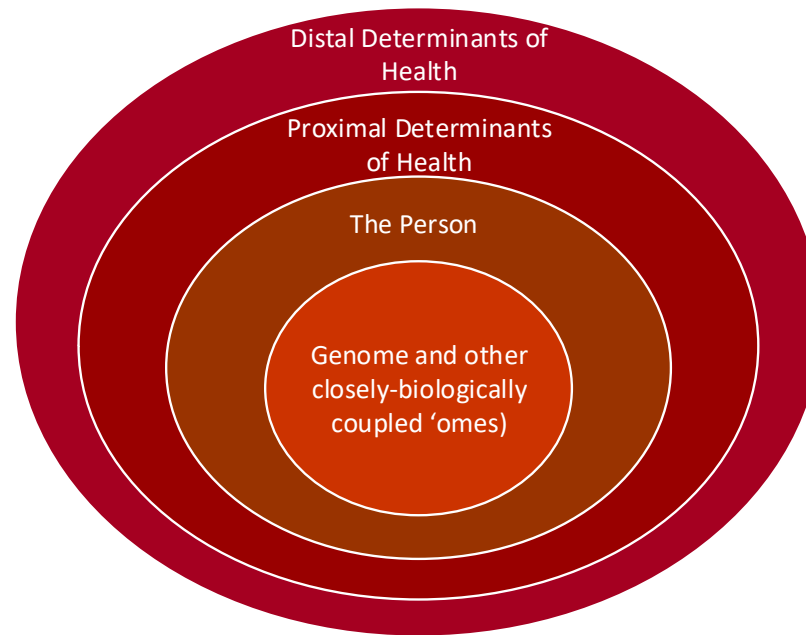 Distal Determinants of
Health
Proximal Determinants
of Health
The Person
Genome and other
closely-biologically
coupled ‘omes)